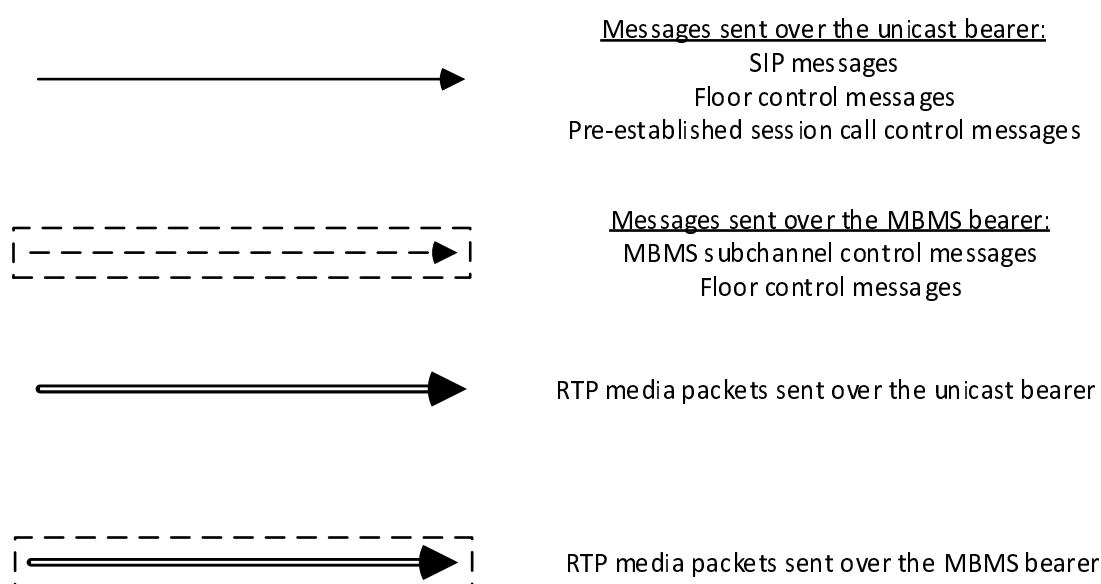 Messages sent over the unicast bearer:
SIP messages
Floor control messages
Pre-established session call control messages
Messages sent over the MBMS bearer:
MBMS subchannel control messages
Floor control messages
RTP media packets sent over the unicast bearer
RTP media packets sent over the MBMS bearer